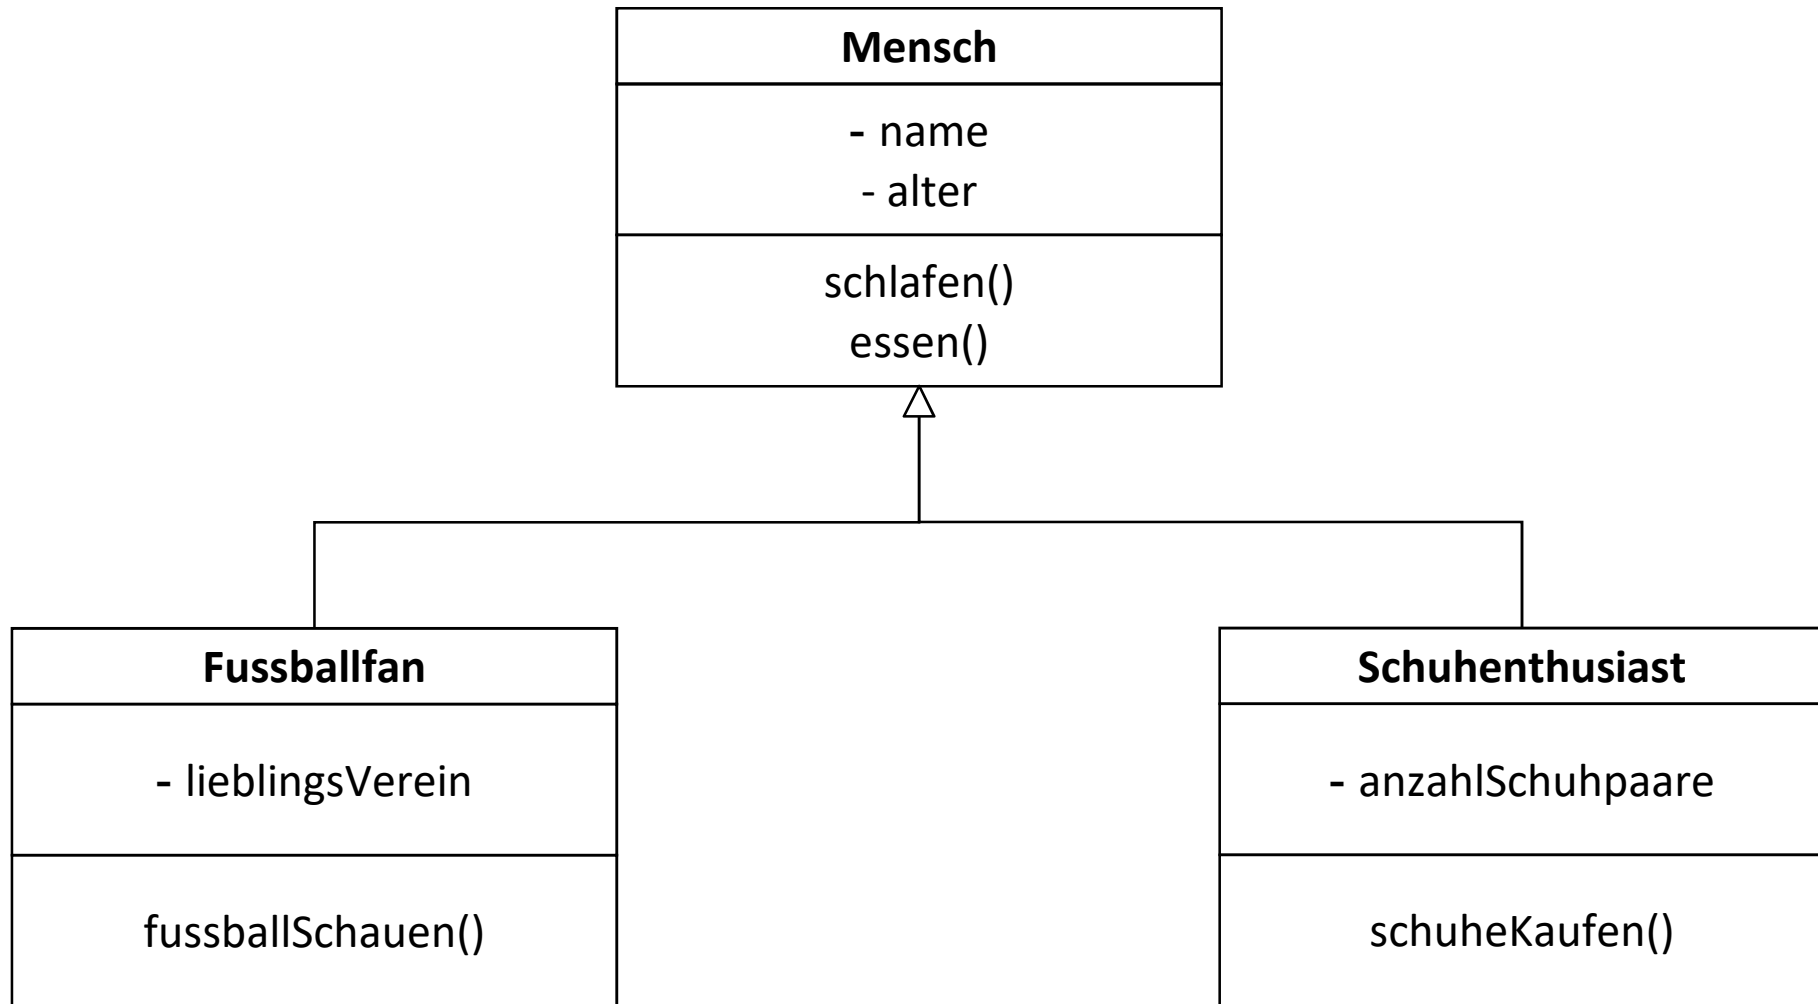 Mensch
- name
- alter
schlafen()
essen()
Fussballfan
- lieblingsVerein
fussballSchauen()
Schuhenthusiast
- anzahlSchuhpaare
schuheKaufen()